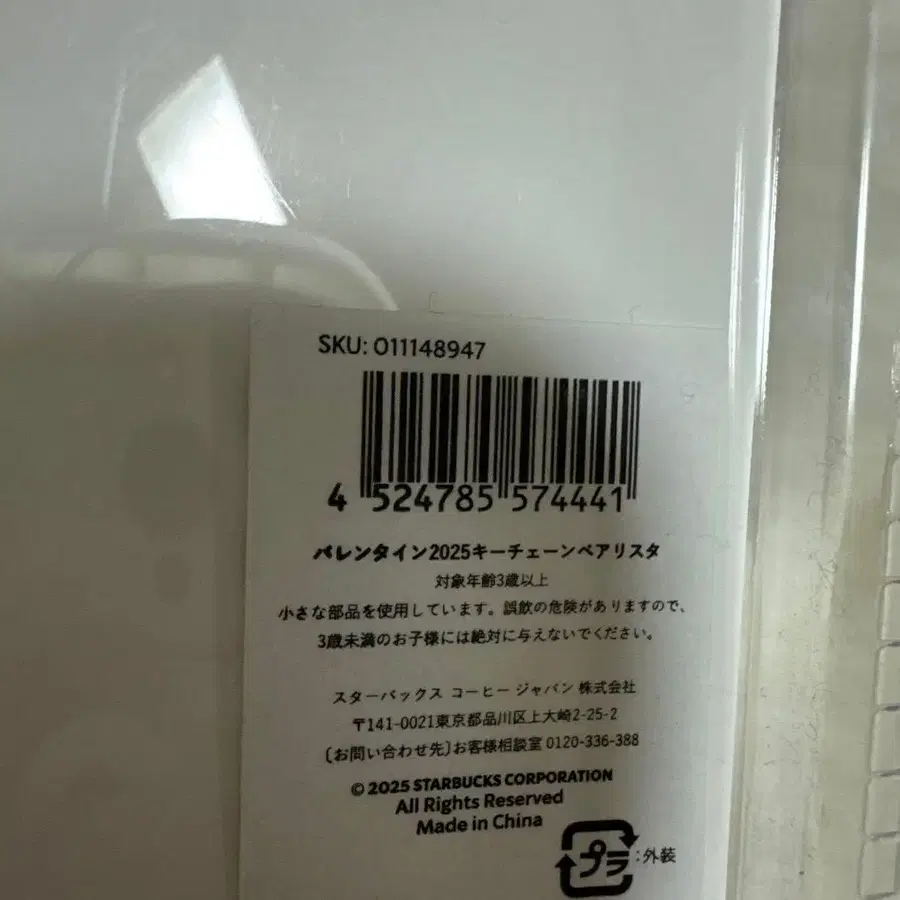 SKU: 011148947
4 524785 574441
バレンタイン2025キーチェーンベアリスタ
対象年齢3歳以上
小さな部品を使用しています。誤飲の危険がありますので、
3歳未満のお子様には絶対に与えないでください。
スターバックス コーヒー ジャパン 株式会社
〒141-0021東京都品川区上大崎2-25-2
〔お問い合わせ先〕お客様相談室 0120-336-388
© 2025 STARBUCKS CORPORATION
All Rights Reserved
Made in China
プラ :外装